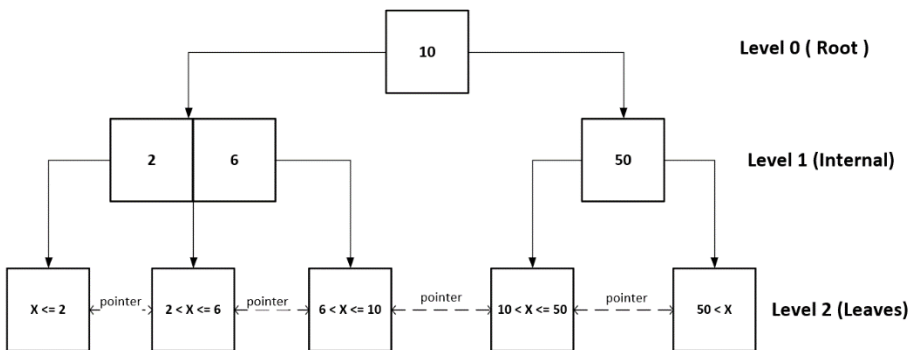 10
Level 0 ( Root )
2
6
50
Level 1 (Internal)
X <= 2
pointer
2 < X <= 6
pointer
6 < X <= 10
pointer
10 < X <= 50
pointer
50 < X
Level 2 (Leaves)